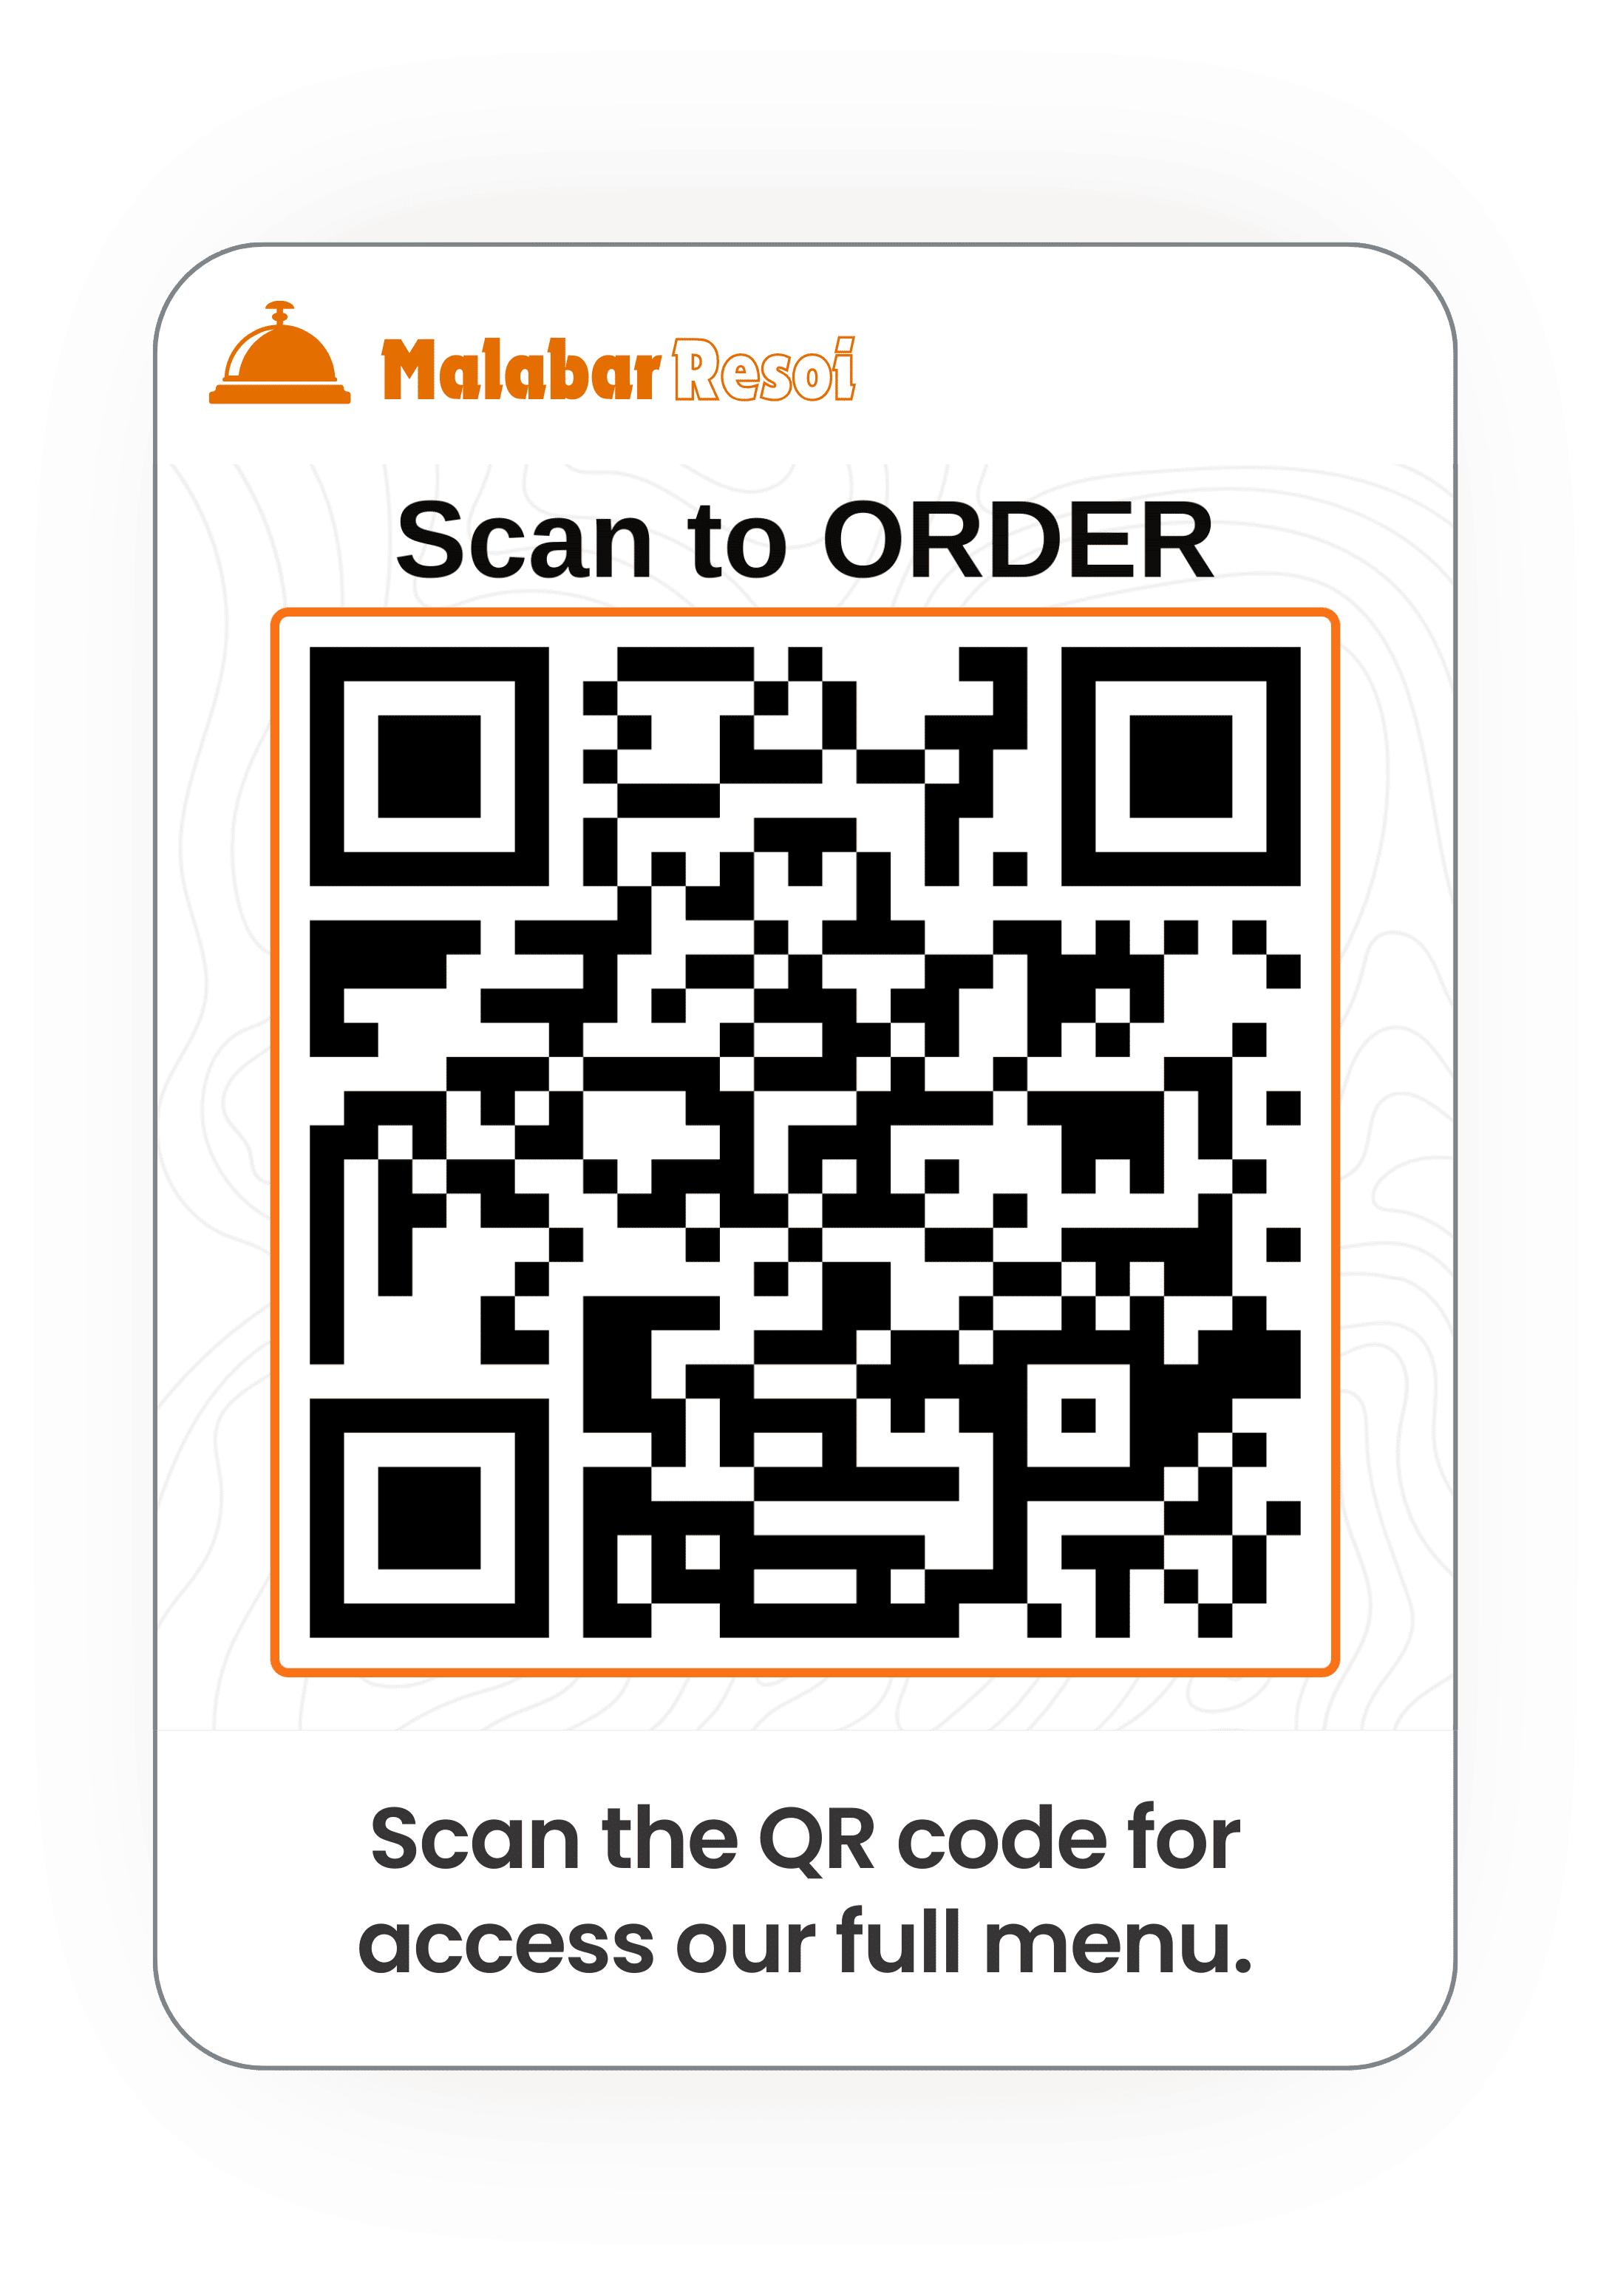 Malabar Resoi
Scan to ORDER
Scan the QR code for
access our full menu.